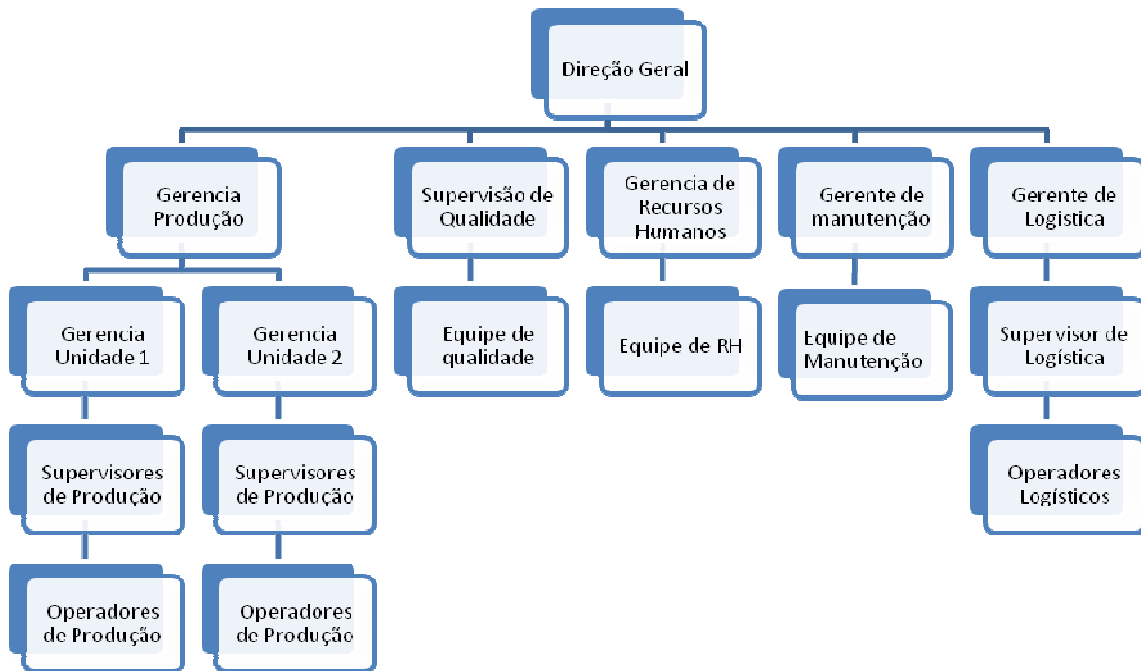 Direção Geral
Gerencia
Produção
Supervisão de
Qualidade
Gerencia de
Recursos
Humanos
Gerente de
manutenção
Gerente de
Logistica
Gerencia
Unidade 1
Gerencia
Unidade 2
Equipe de
qualidade
Equipe de RH
Equipe de
Manutenção
Supervisor de
Logística
Supervisores
de Produção
Supervisores
de Produção
Operadores
Logísticos
Operadores
de Produção
Operadores
de Produção